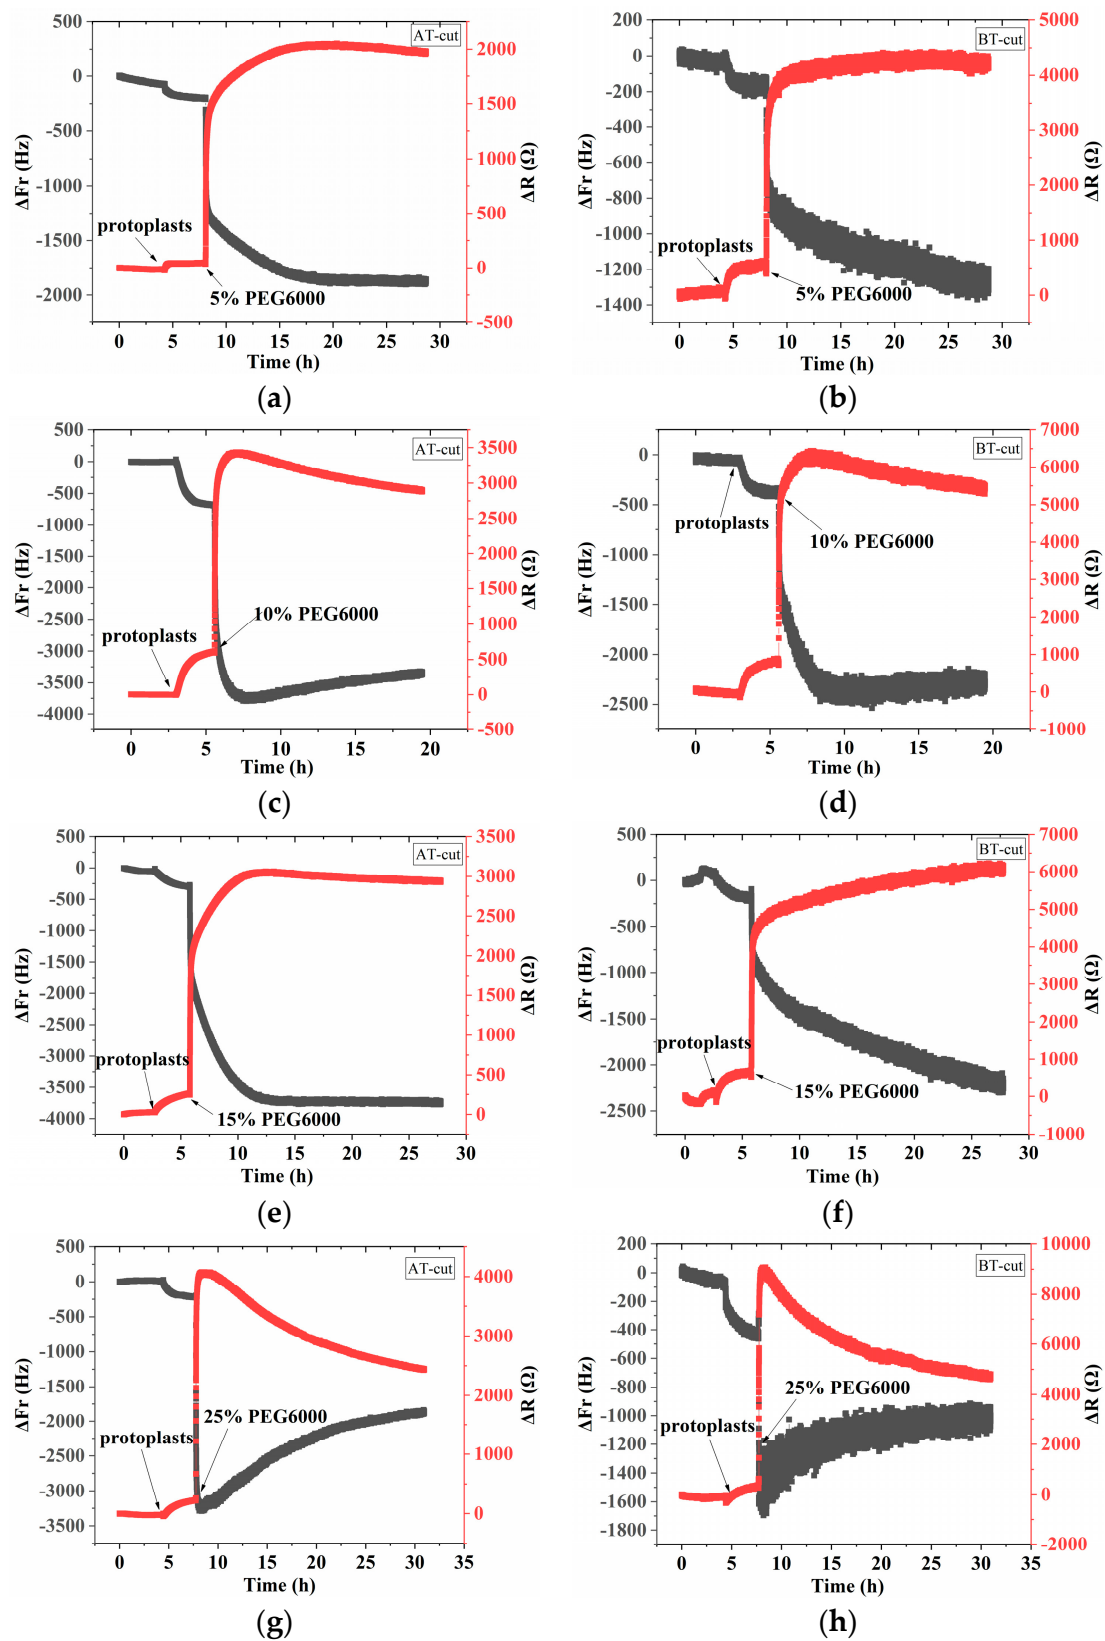 AT-cut
ΔFr (Hz)
500
0
-500
-1000
-1500
-2000
ΔR (Ω)
2000
1500
1000
500
0
-500
protoplasts
5% PEG6000
0 5 10 15 20 25 30
Time (h)
(a)
BT-cut
ΔFr (Hz)
200
0
-200
-400
-600
-800
-1000
-1200
-1400
ΔR (Ω)
5000
4000
3000
2000
1000
0
protoplasts
5% PEG6000
0 5 10 15 20 25 30
Time (h)
(b)
AT-cut
ΔFr (Hz)
500
0
-500
-1000
-1500
-2000
-2500
-3000
-3500
-4000
ΔR (Ω)
3500
3000
2500
2000
1500
1000
500
0
-500
10% PEG6000
protoplasts
0 5 10 15 20
Time (h)
(c)
BT-cut
ΔFr (Hz)
0
-500
-1000
-1500
-2000
-2500
ΔR (Ω)
7000
6000
5000
4000
3000
2000
1000
0
-1000
protoplasts
10% PEG6000
0 5 10 15 20
Time (h)
(d)
AT-cut
ΔFr (Hz)
500
0
-500
-1000
-1500
-2000
-2500
-3000
-3500
-4000
ΔR (Ω)
3500
3000
2500
2000
1500
1000
500
0
protoplasts
15% PEG6000
0 5 10 15 20 25 30
Time (h)
(e)
BT-cut
ΔFr (Hz)
500
0
-500
-1000
-1500
-2000
-2500
ΔR (Ω)
7000
6000
5000
4000
3000
2000
1000
0
-1000
protoplasts
15% PEG6000
0 5 10 15 20 25 30
Time (h)
(f)
AT-cut
ΔFr (Hz)
500
0
-500
-1000
-1500
-2000
-2500
-3000
-3500
ΔR (Ω)
4000
3000
2000
1000
0
25% PEG6000
protoplasts
0 5 10 15 20 25 30 35
Time (h)
(g)
BT-cut
ΔFr (Hz)
200
0
-200
-400
-600
-800
-1000
-1200
-1400
-1600
-1800
ΔR (Ω)
10000
8000
6000
4000
2000
0
-2000
25% PEG6000
protoplasts
0 5 10 15 20 25 30 35
Time (h)
(h)